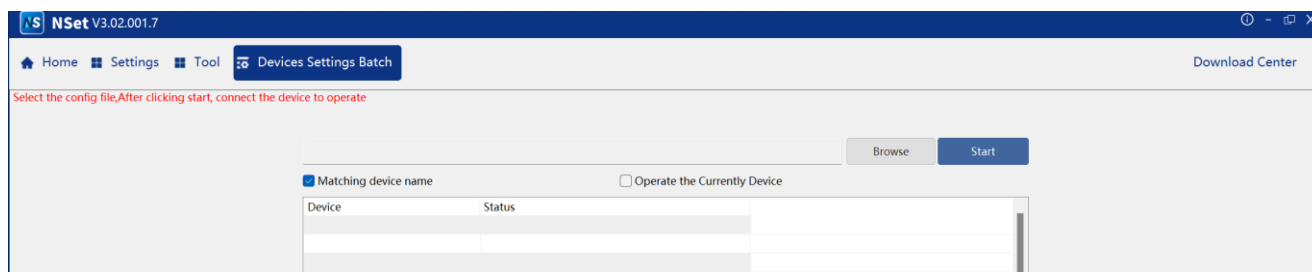 NS NSet V3.02.001.7
Home Settings Tool Devices Settings Batch Download Center
Select the config file,After clicking start, connect the device to operate
Browse Start
Matching device name Operate the Currently Device
Device Status